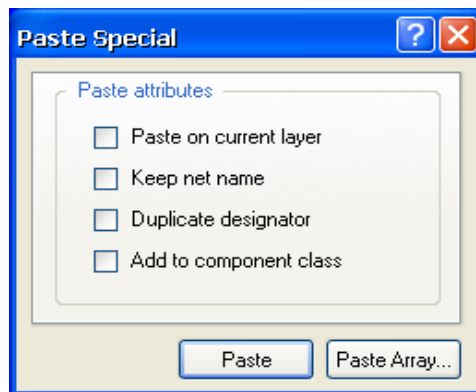 Paste Special
Paste attributes
Paste on current layer
Keep net name
Duplicate designator
Add to component class
Paste
Paste Array...